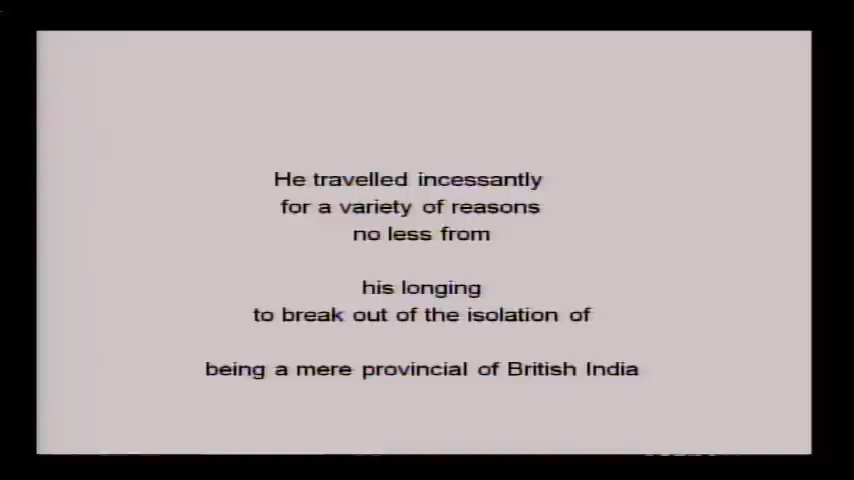 He travelled incessantly
for a variety of reasons
no less from
his longing
to break out of the isolation of
being a mere provincial of British India